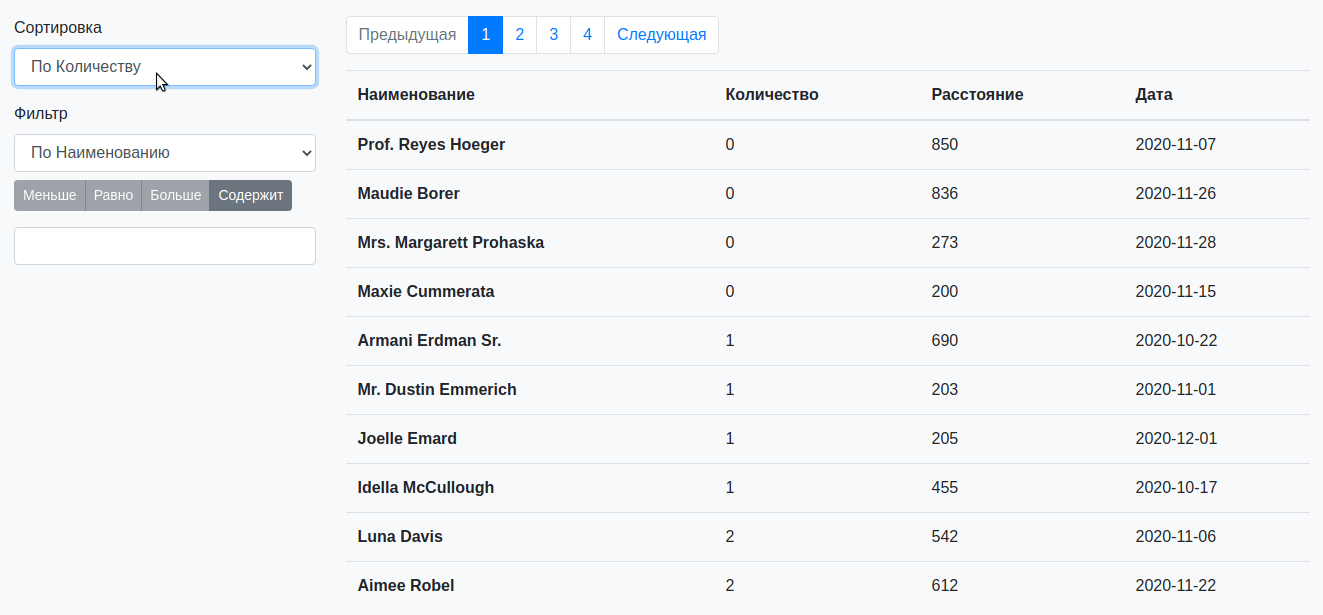 Сортировка
По Количеству
Фильтр
По Наименованию
Меньше Равно Больше Содержит
Предыдущая 1 2 3 4 Следующая
Наименование Количество Расстояние Дата
Prof. Reyes Hoeger 0 850 2020-11-07
Maudie Borer 0 836 2020-11-26
Mrs. Margarett Prohaska 0 273 2020-11-28
Maxie Cummerata 0 200 2020-11-15
Armani Erdman Sr. 1 690 2020-10-22
Mr. Dustin Emmerich 1 203 2020-11-01
Joelle Emard 1 205 2020-12-01
Idella McCullough 1 455 2020-10-17
Luna Davis 2 542 2020-11-06
Aimee Robel 2 612 2020-11-22